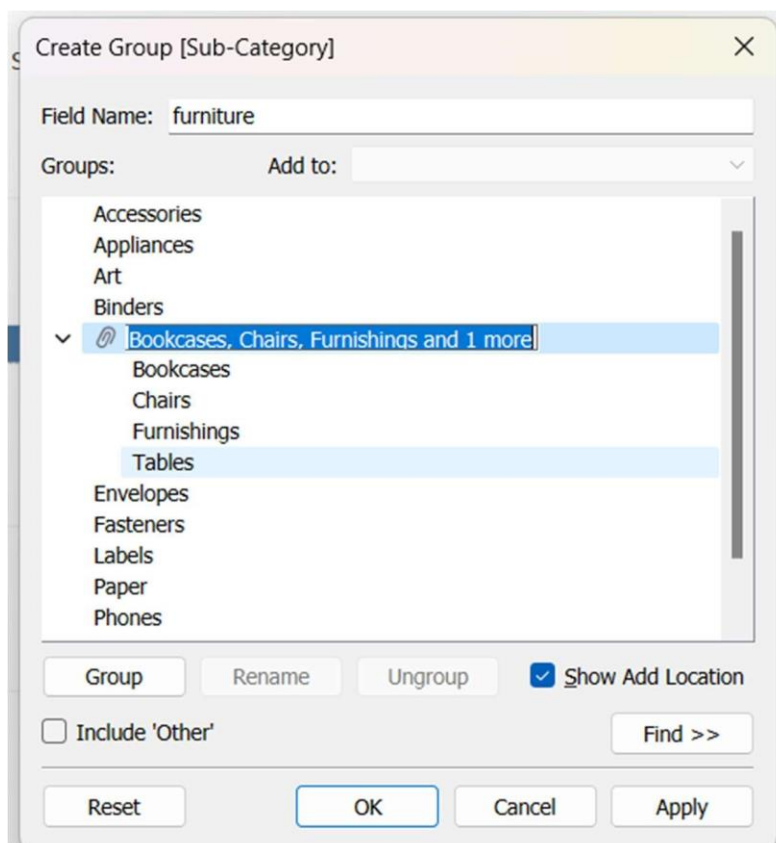 S
Create Group [Sub-Category]
Field Name: furniture
Groups: Add to:
Accessories
Appliances
Art
Binders
Bookcases, Chairs, Furnishings and 1 more
Bookcases
Chairs
Furnishings
Tables
Envelopes
Fasteners
Labels
Paper
Phones
Group Rename Ungroup Show Add Location
Include 'Other' Find >>
Reset OK Cancel Apply